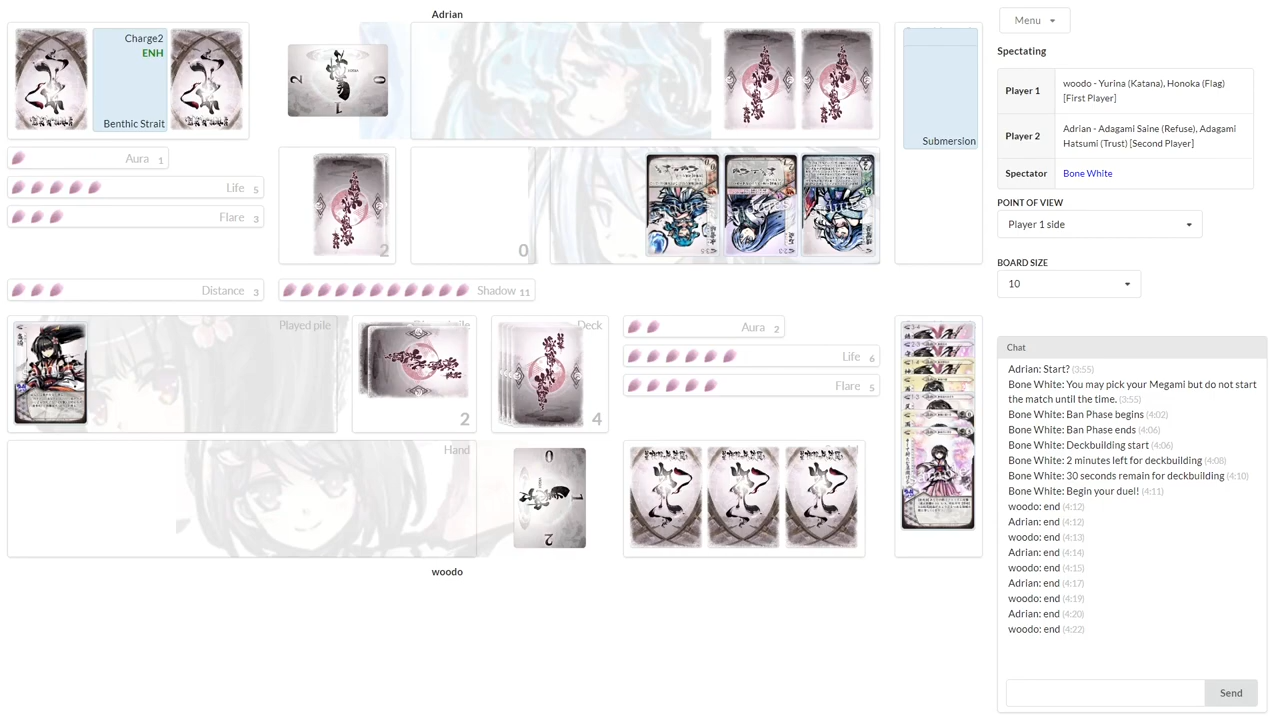 Adrian
Menu
Charge2
ENH
Benthic Strait
2
1
0
Submersion
Spectating
Player 1
woodo - Yurina (Katana), Honoka (Flag)
[First Player]
Player 2
Adrian - Adagami Saine (Refuse), Adagami
Hatsumi (Trust) [Second Player]
Spectator
Bone White
Aura 1
Life 5
Flare 3
2
0
POINT OF VIEW
Player 1 side
BOARD SIZE
10
Distance 3
Shadow 11
Played pile
2
Deck
4
Aura 2
Life 6
Flare 5
Hand
0
1
2
woodo
Chat
Adrian: Start? (3:55)
Bone White: You may pick your Megami but do not start
the match until the time. (3:55)
Bone White: Ban Phase begins (4:02)
Bone White: Ban Phase ends (4:06)
Bone White: Deckbuilding start (4:06)
Bone White: 2 minutes left for deckbuilding (4:08)
Bone White: 30 seconds remain for deckbuilding (4:10)
Bone White: Begin your duel! (4:11)
woodo: end (4:12)
Adrian: end (4:12)
woodo: end (4:13)
Adrian: end (4:14)
woodo: end (4:15)
Adrian: end (4:17)
woodo: end (4:19)
Adrian: end (4:20)
woodo: end (4:22)
Send